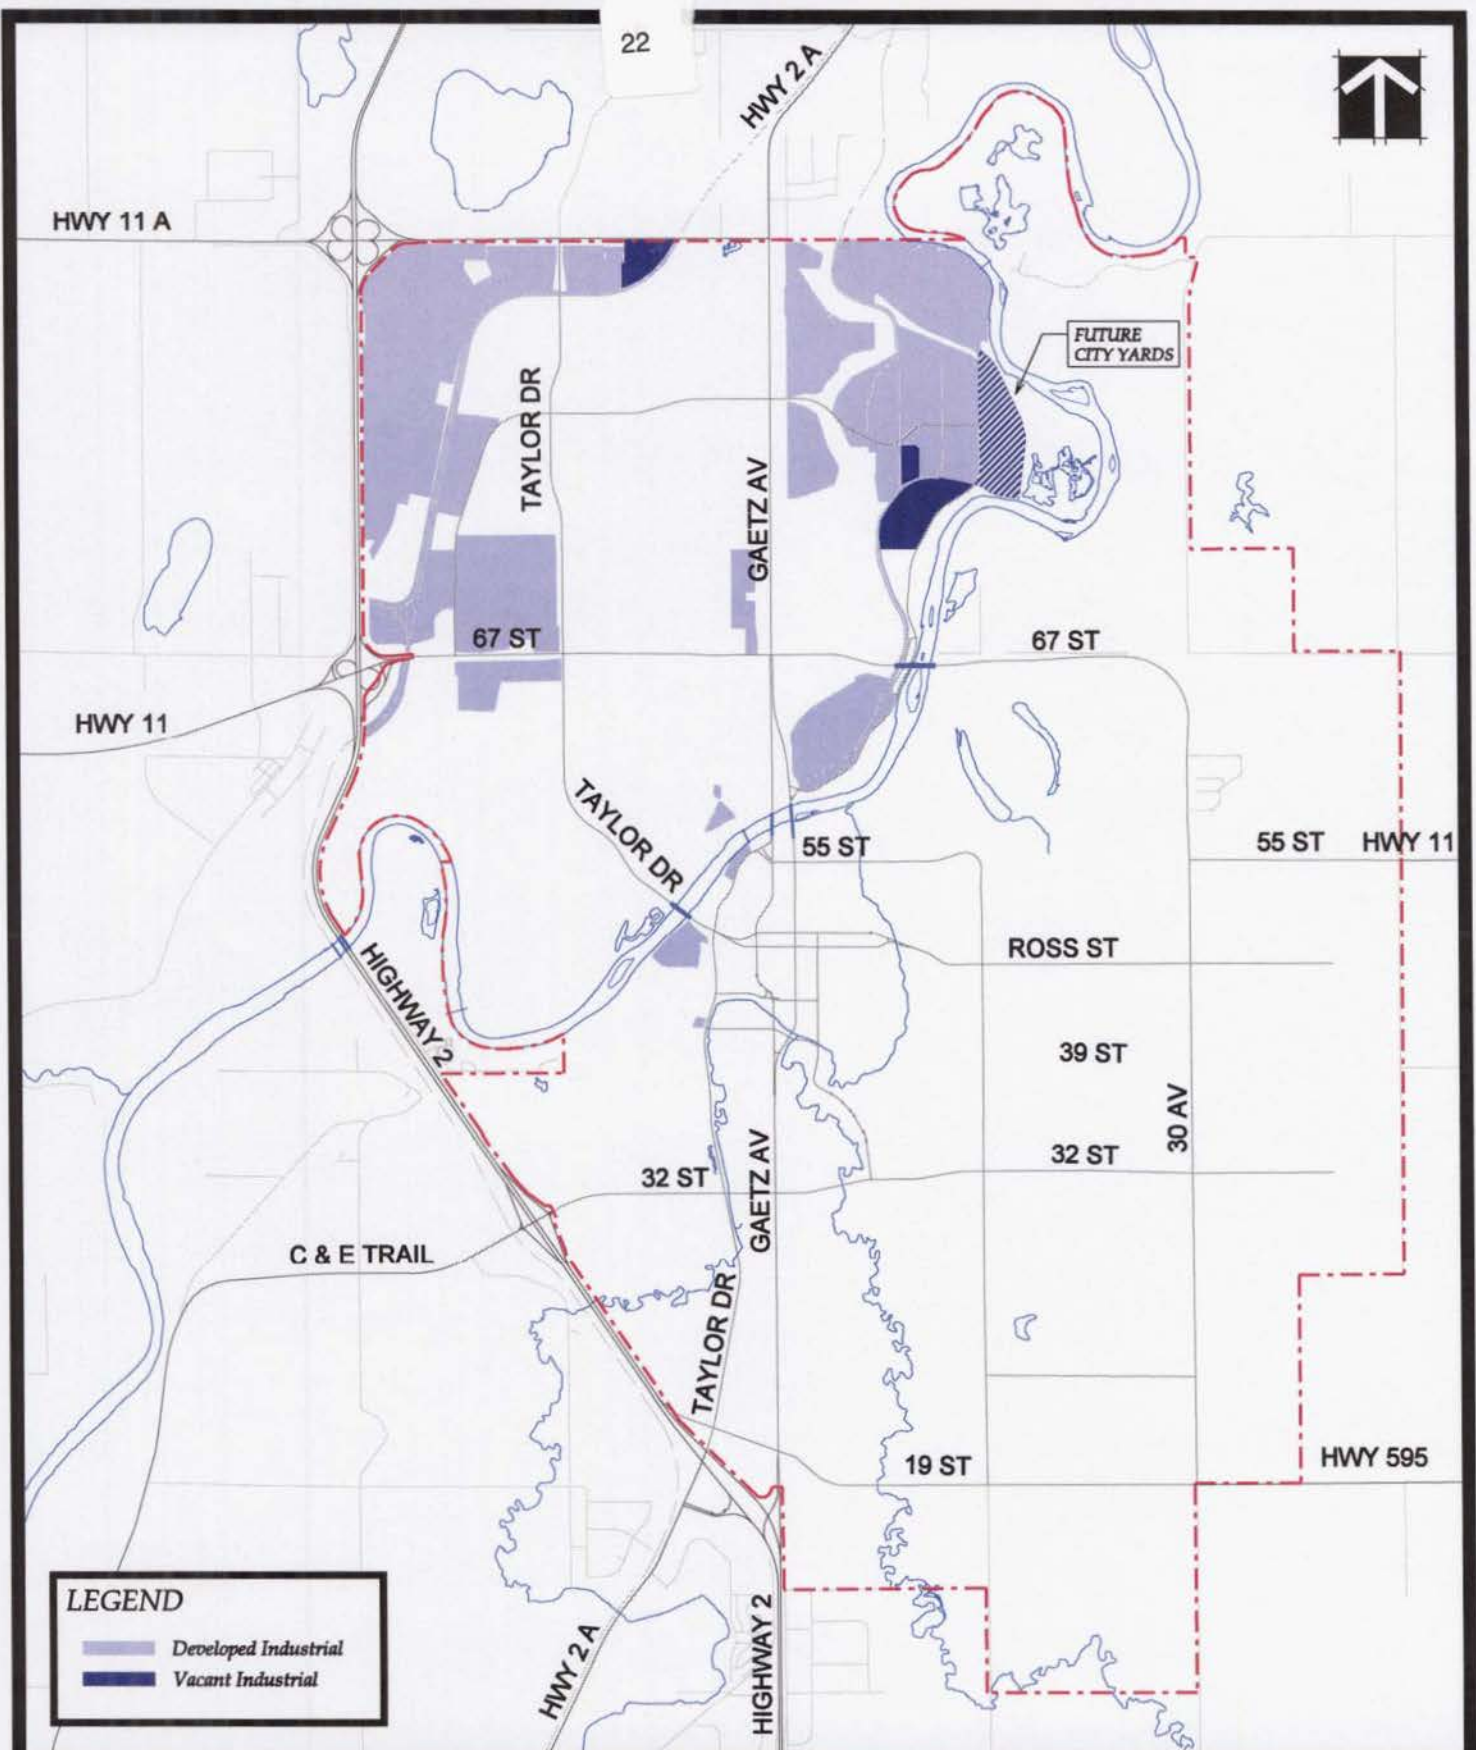 22
HWY 2 A
HWY 11 A
FUTURE
CITY YARDS
TAYLOR DR
GAETZ AV
67 ST
67 ST
HWY 11
TAYLOR DR
55 ST
55 ST
HWY 11
ROSS ST
HIGHWAY 2
39 ST
30 AV
32 ST
32 ST
GAETZ AV
C & E TRAIL
TAYLOR DR
19 ST
HWY 595
LEGEND
Developed Industrial
Vacant Industrial
HWY 2 A
HIGHWAY 2